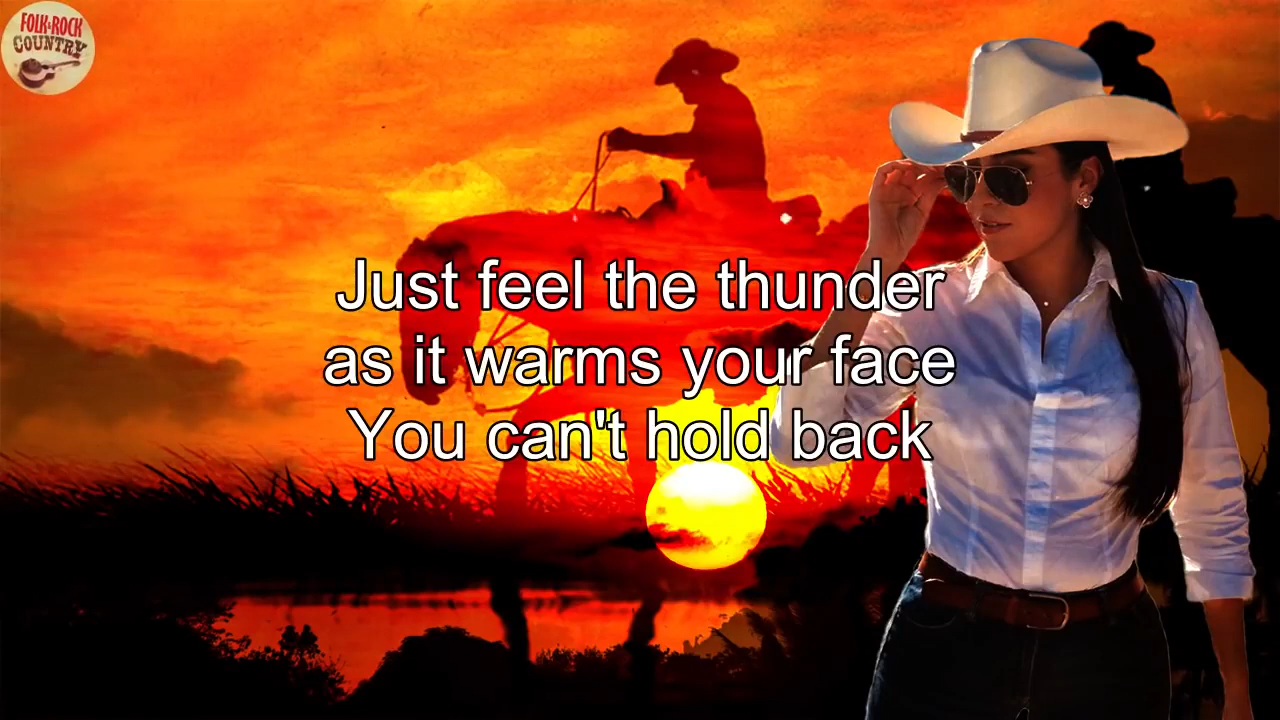 FOLK & ROCK
COUNTRY
Just feel the thunder
as it warms your face
You can't hold back